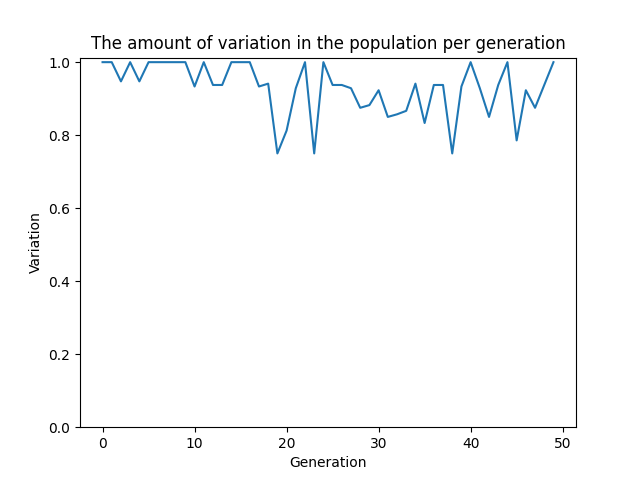 The amount of variation in the population per generation
1.0
0.8
0.6
0.4
0.2
0.0
Variation
0 10 20 30 40 50
Generation